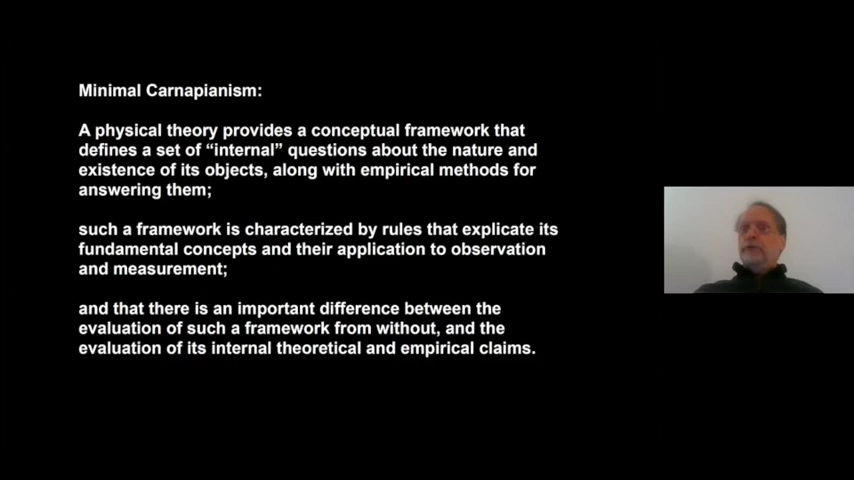 Minimal Carnapianism:
A physical theory provides a conceptual framework that
defines a set of “internal” questions about the nature and
existence of its objects, along with empirical methods for
answering them;
such a framework is characterized by rules that explicate its
fundamental concepts and their application to observation
and measurement;
and that there is an important difference between the
evaluation of such a framework from without, and the
evaluation of its internal theoretical and empirical claims.